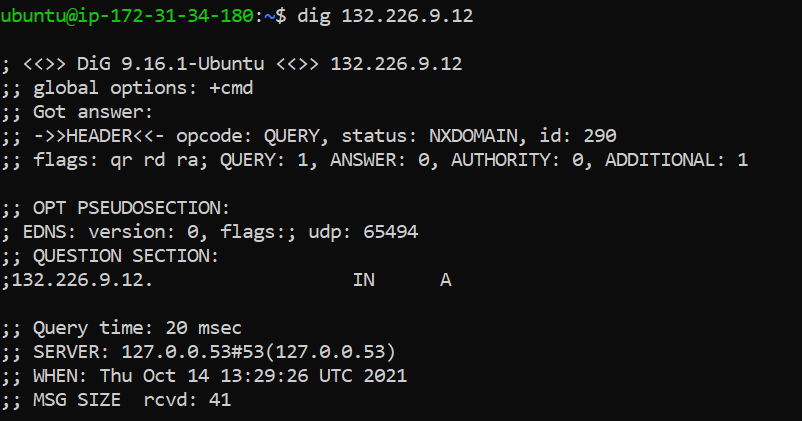 ubuntu@ip-172-31-34-180:~$ dig 132.226.9.12
; <<>> DiG 9.16.1-Ubuntu <<>> 132.226.9.12
;; global options: +cmd
;; Got answer:
;; ->>HEADER<<- opcode: QUERY, status: NXDOMAIN, id: 290
;; flags: qr rd ra; QUERY: 1, ANSWER: 0, AUTHORITY: 0, ADDITIONAL: 1
;; OPT PSEUDOSECTION:
; EDNS: version: 0, flags:; udp: 65494
;; QUESTION SECTION:
;132.226.9.12. IN A
;; Query time: 20 msec
;; SERVER: 127.0.0.53#53(127.0.0.53)
;; WHEN: Thu Oct 14 13:29:26 UTC 2021
;; MSG SIZE rcvd: 41